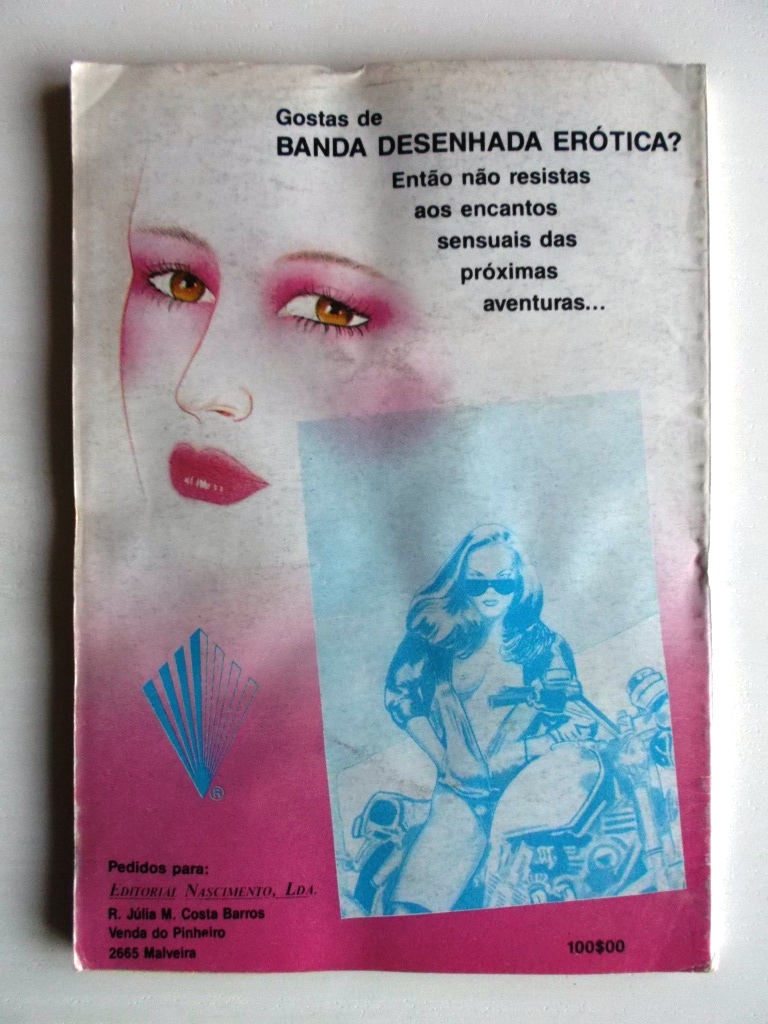 Gostas de
BANDA DESENHADA ERÓTICA?
Então não resistas
aos encantos
sensuais das
próximas
aventuras...
®
Pedidos para:
EDITORIAL NASCIMENTO, LDA.
R. Júlia M. Costa Barros
Venda do Pinheiro
2665 Malveira
100$00